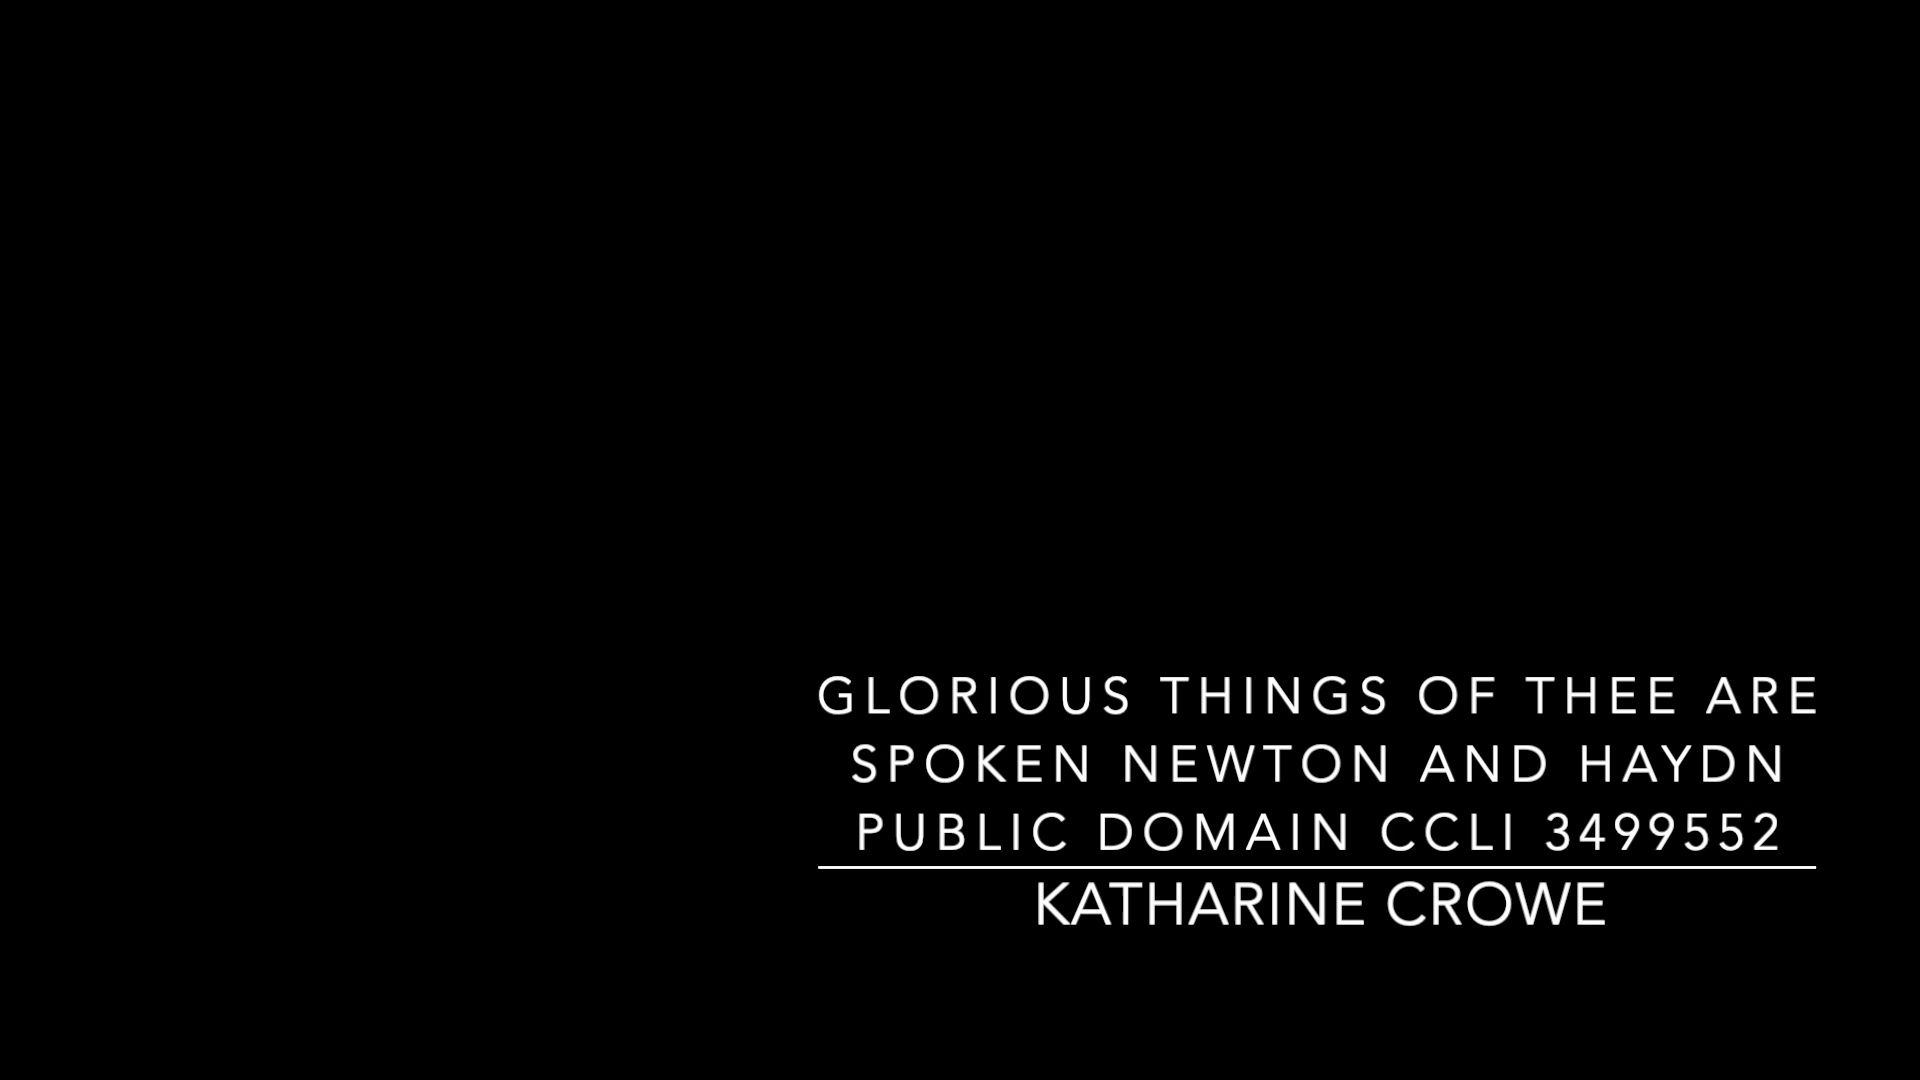 GLORIOUS THINGS OF THEE ARE
SPOKEN NEWTON AND HAYDN
PUBLIC DOMAIN CCLI 3499552
KATHARINE CROWE